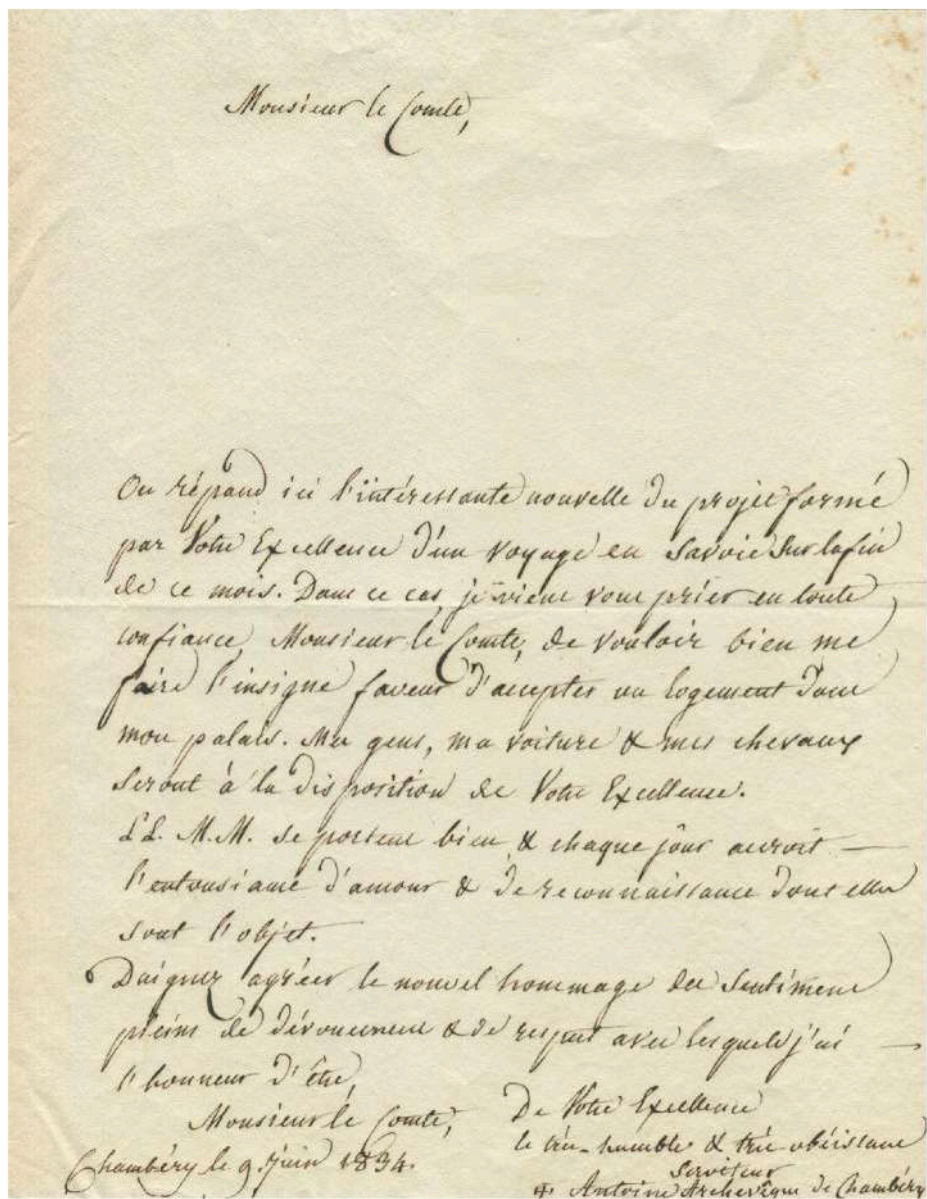 Monsieur le Comte,
On répand ici l'intéressante nouvelle du projet formé
par Votre Excellence d'un voyage en Savoie sur la fin
de ce mois. Dans ce cas, je viens vous prier en toute
confiance, Monsieur le Comte, de vouloir bien me
faire l'insigne faveur d'accepter un logement dans
mon palais. Mes gens, ma voiture & mes chevaux
seront à la disposition de Votre Excellence.
LL. M.M. se portent bien & chaque jour accroit —
l'entousiame d'amour & de reconnaissance dont elles
sont l'objet.
Daignez agréer le nouvel hommage des sentimens
pleins de dévouement & de respect avec lesquels j'ai —
l'honneur d'être,
Monsieur le Comte,
De Votre Excellence
le très-humble & très-obéissant
Serviteur
Chambéry le 9 juin 1834.
+ Antoine Archevêque de Chambéry